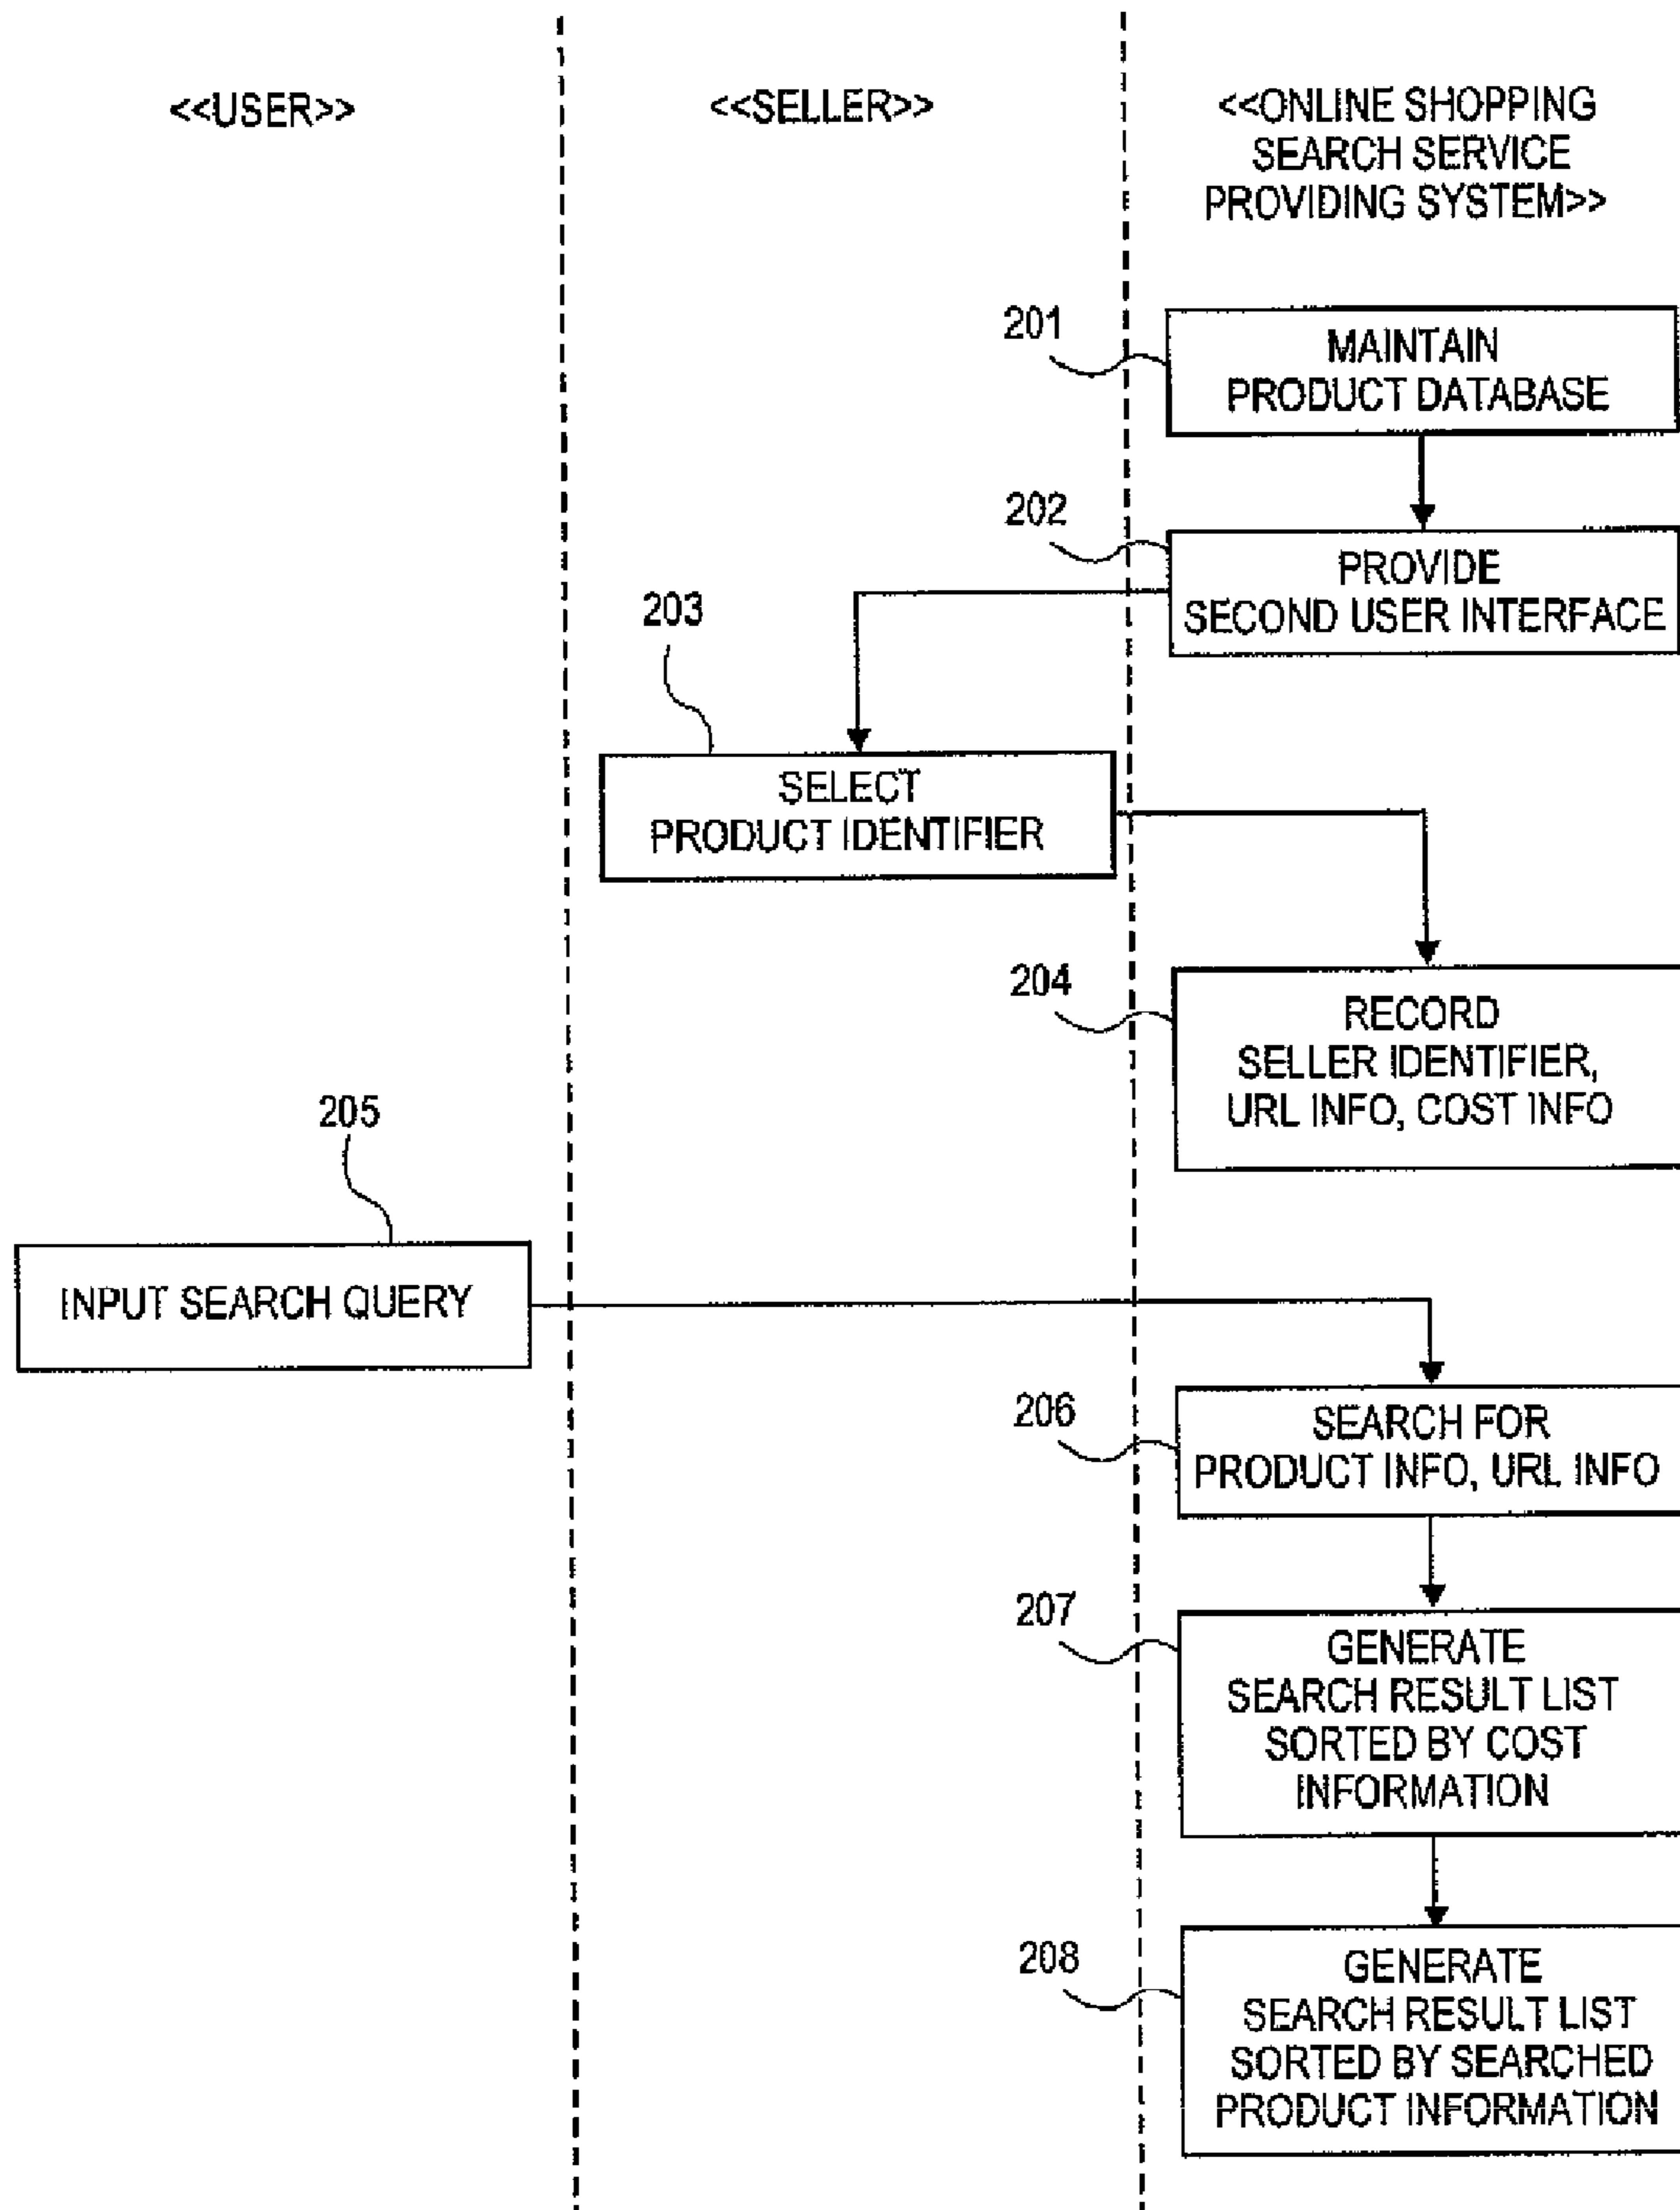 <<USER>>
<<SELLER>>
<<ONLINE SHOPPING
SEARCH SERVICE
PROVIDING SYSTEM>>
201
MAINTAIN
PRODUCT DATABASE
202
PROVIDE
SECOND USER INTERFACE
203
SELECT
PRODUCT IDENTIFIER
204
RECORD
SELLER IDENTIFIER,
URL INFO, COST INFO
205
INPUT SEARCH QUERY
206
SEARCH FOR
PRODUCT INFO, URL INFO
207
GENERATE
SEARCH RESULT LIST
SORTED BY COST
INFORMATION
208
GENERATE
SEARCH RESULT LIST
SORTED BY SEARCHED
PRODUCT INFORMATION